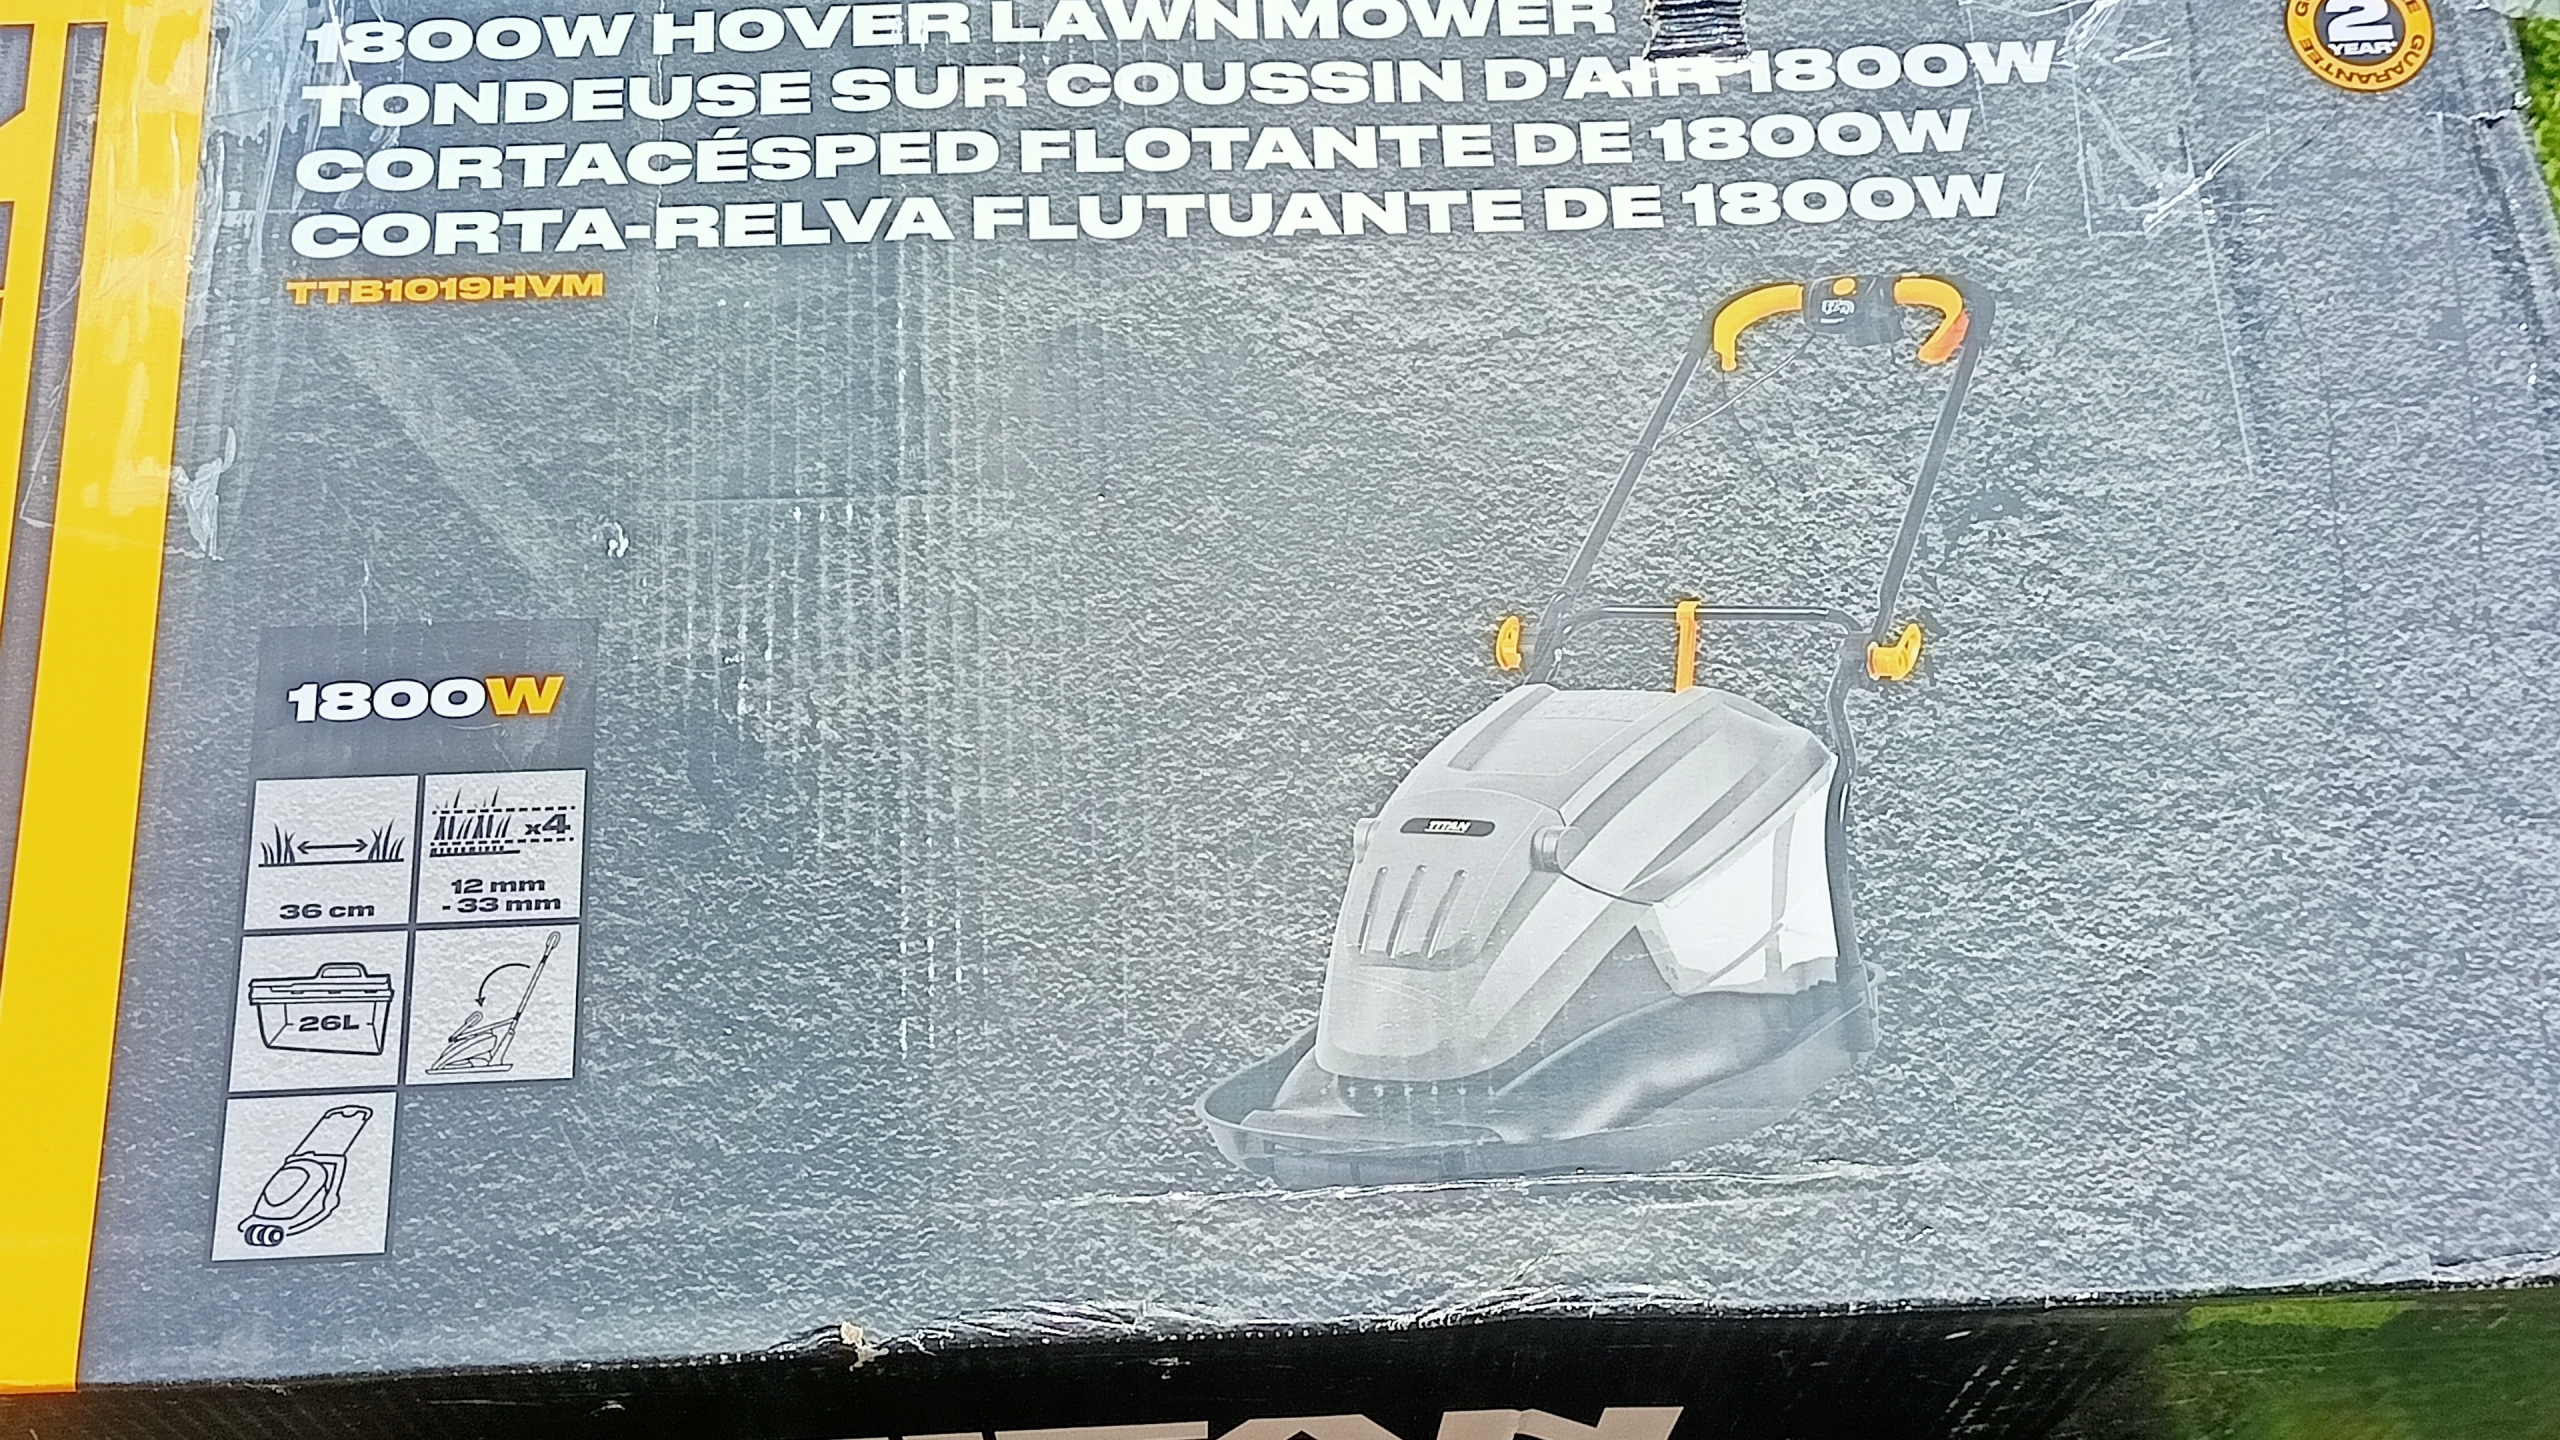 1800W HOVER LAWNMOWER
TONDEUSE SUR COUSSIN D'AIR 1800W
CORTACÉSPED FLOTANTE DE 1800W
CORTA-RELVA FLUTUANTE DE 1800W
TTB1019HVM
2
YEAR*
GUARANTEE
TITAN
1800W
x4
36 cm
12 mm
- 33 mm
26L